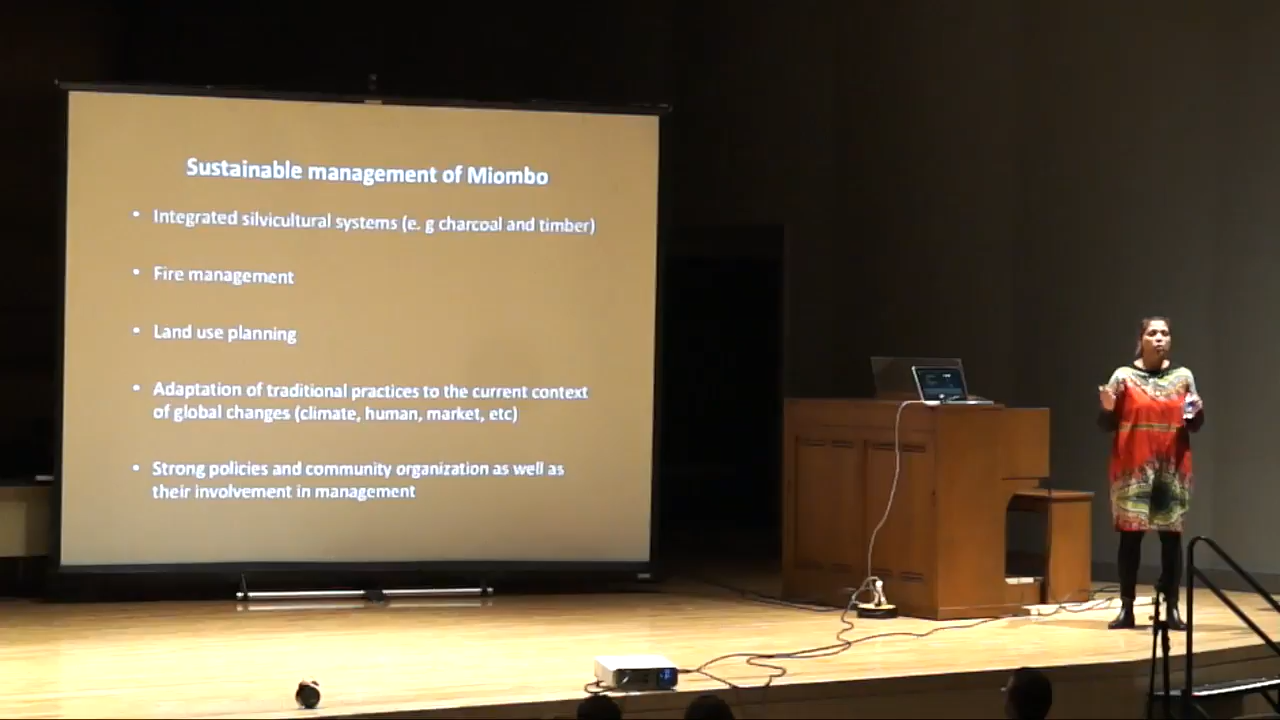 Sustainable management of Miombo
• Integrated silvicultural systems (e. g charcoal and timber)
• Fire management
• Land use planning
• Adaptation of traditional practices to the current context
of global changes (climate, human, market, etc)
• Strong policies and community organization as well as
their involvement in management